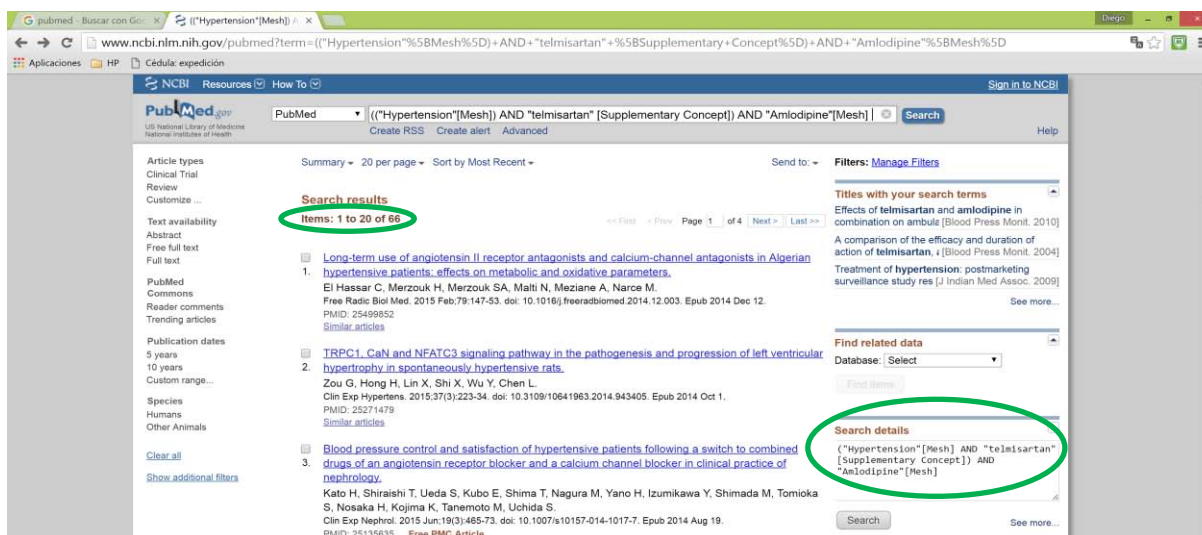 pubmed - Buscar con Goo
(("Hypertension"[Mesh]) A
Diego
www.ncbi.nlm.nih.gov/pubmed?term=(("Hypertension"%5BMesh%5D)+AND+"telmisartan"+%5BSupplementary+Concept%5D)+AND+"Amlodipine"%5BMesh%5D
Aplicaciones HP Cédula: expedición
NCBI Resources How To Sign in to NCBI
PubMed.gov
US National Library of Medicine
National Institutes of Health
PubMed (("Hypertension"[Mesh]) AND "telmisartan" [Supplementary Concept]) AND "Amlodipine"[Mesh] Search
Create RSS Create alert Advanced Help
Article types
Clinical Trial
Review
Customize ...
Text availability
Abstract
Free full text
Full text
PubMed
Commons
Reader comments
Trending articles
Publication dates
5 years
10 years
Custom range...
Species
Humans
Other Animals
Clear all
Show additional filters
Summary 20 per page Sort by Most Recent Send to:
Search results
Items: 1 to 20 of 66
<< First < Prev Page 1 of 4 Next > Last >>
Long-term use of angiotensin II receptor antagonists and calcium-channel antagonists in Algerian
1. hypertensive patients: effects on metabolic and oxidative parameters.
El Hassar C, Merzouk H, Merzouk SA, Malti N, Meziane A, Narce M.
Free Radic Biol Med. 2015 Feb;79:147-53. doi: 10.1016/j.freeradbiomed.2014.12.003. Epub 2014 Dec 12.
PMID: 25499852
Similar articles
TRPC1, CaN and NFATC3 signaling pathway in the pathogenesis and progression of left ventricular
2. hypertrophy in spontaneously hypertensive rats.
Zou G, Hong H, Lin X, Shi X, Wu Y, Chen L.
Clin Exp Hypertens. 2015;37(3):223-34. doi: 10.3109/10641963.2014.943405. Epub 2014 Oct 1.
PMID: 25271479
Similar articles
Blood pressure control and satisfaction of hypertensive patients following a switch to combined
3. drugs of an angiotensin receptor blocker and a calcium channel blocker in clinical practice of
nephrology.
Kato H, Shiraishi T, Ueda S, Kubo E, Shima T, Nagura M, Yano H, Izumikawa Y, Shimada M, Tomioka
S, Nosaka H, Kojima K, Tanemoto M, Uchida S.
Clin Exp Nephrol. 2015 Jun;19(3):465-73. doi: 10.1007/s10157-014-1017-7. Epub 2014 Aug 19.
PMID: 25135635 Free PMC Article
Filters: Manage Filters
Titles with your search terms
Effects of telmisartan and amlodipine in
combination on ambula [Blood Press Monit. 2010]
A comparison of the efficacy and duration of
action of telmisartan, [Blood Press Monit. 2004]
Treatment of hypertension: postmarketing
surveillance study res [J Indian Med Assoc. 2009]
See more...
Find related data
Database: Select
Find items
Search details
("Hypertension"[Mesh] AND "telmisartan"
[Supplementary Concept]) AND
"Amlodipine"[Mesh]
Search See more...